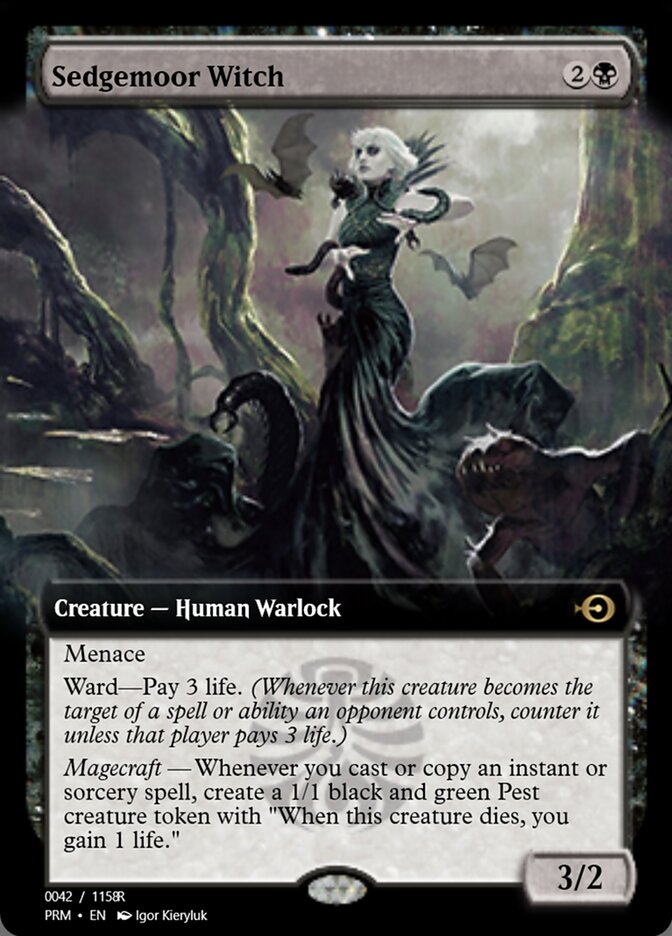 Sedgemoor Witch 2
Creature — Human Warlock
Menace
Ward—Pay 3 life. (Whenever this creature becomes the
target of a spell or ability an opponent controls, counter it
unless that player pays 3 life.)
Magecraft — Whenever you cast or copy an instant or
sorcery spell, create a 1/1 black and green Pest
creature token with "When this creature dies, you
gain 1 life."
3/2
0042 / 1158R
PRM • EN Igor Kieryluk